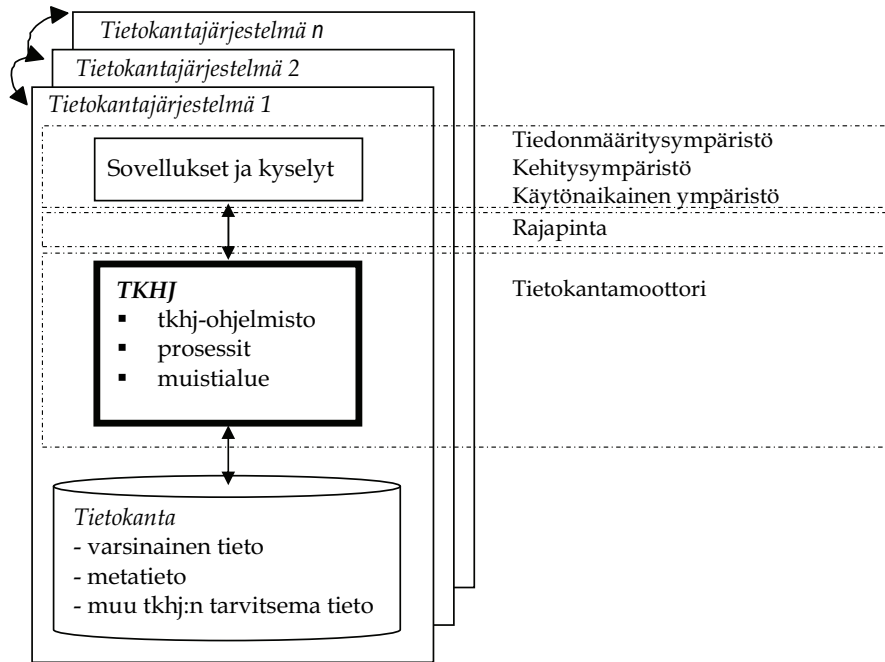 Tietokantajärjestelmä n
Tietokantajärjestelmä 2
Tietokantajärjestelmä 1
Sovellukset ja kyselyt
Tiedonmääritysympäristö
Kehitysympäristö
Käytönaikainen ympäristö
Rajapinta
TKHJ
▪ tkhj-ohjelmisto
▪ prosessit
▪ muistialue
Tietokantamoottori
Tietokanta
- varsinainen tieto
- metatieto
- muu tkhj:n tarvitsema tieto